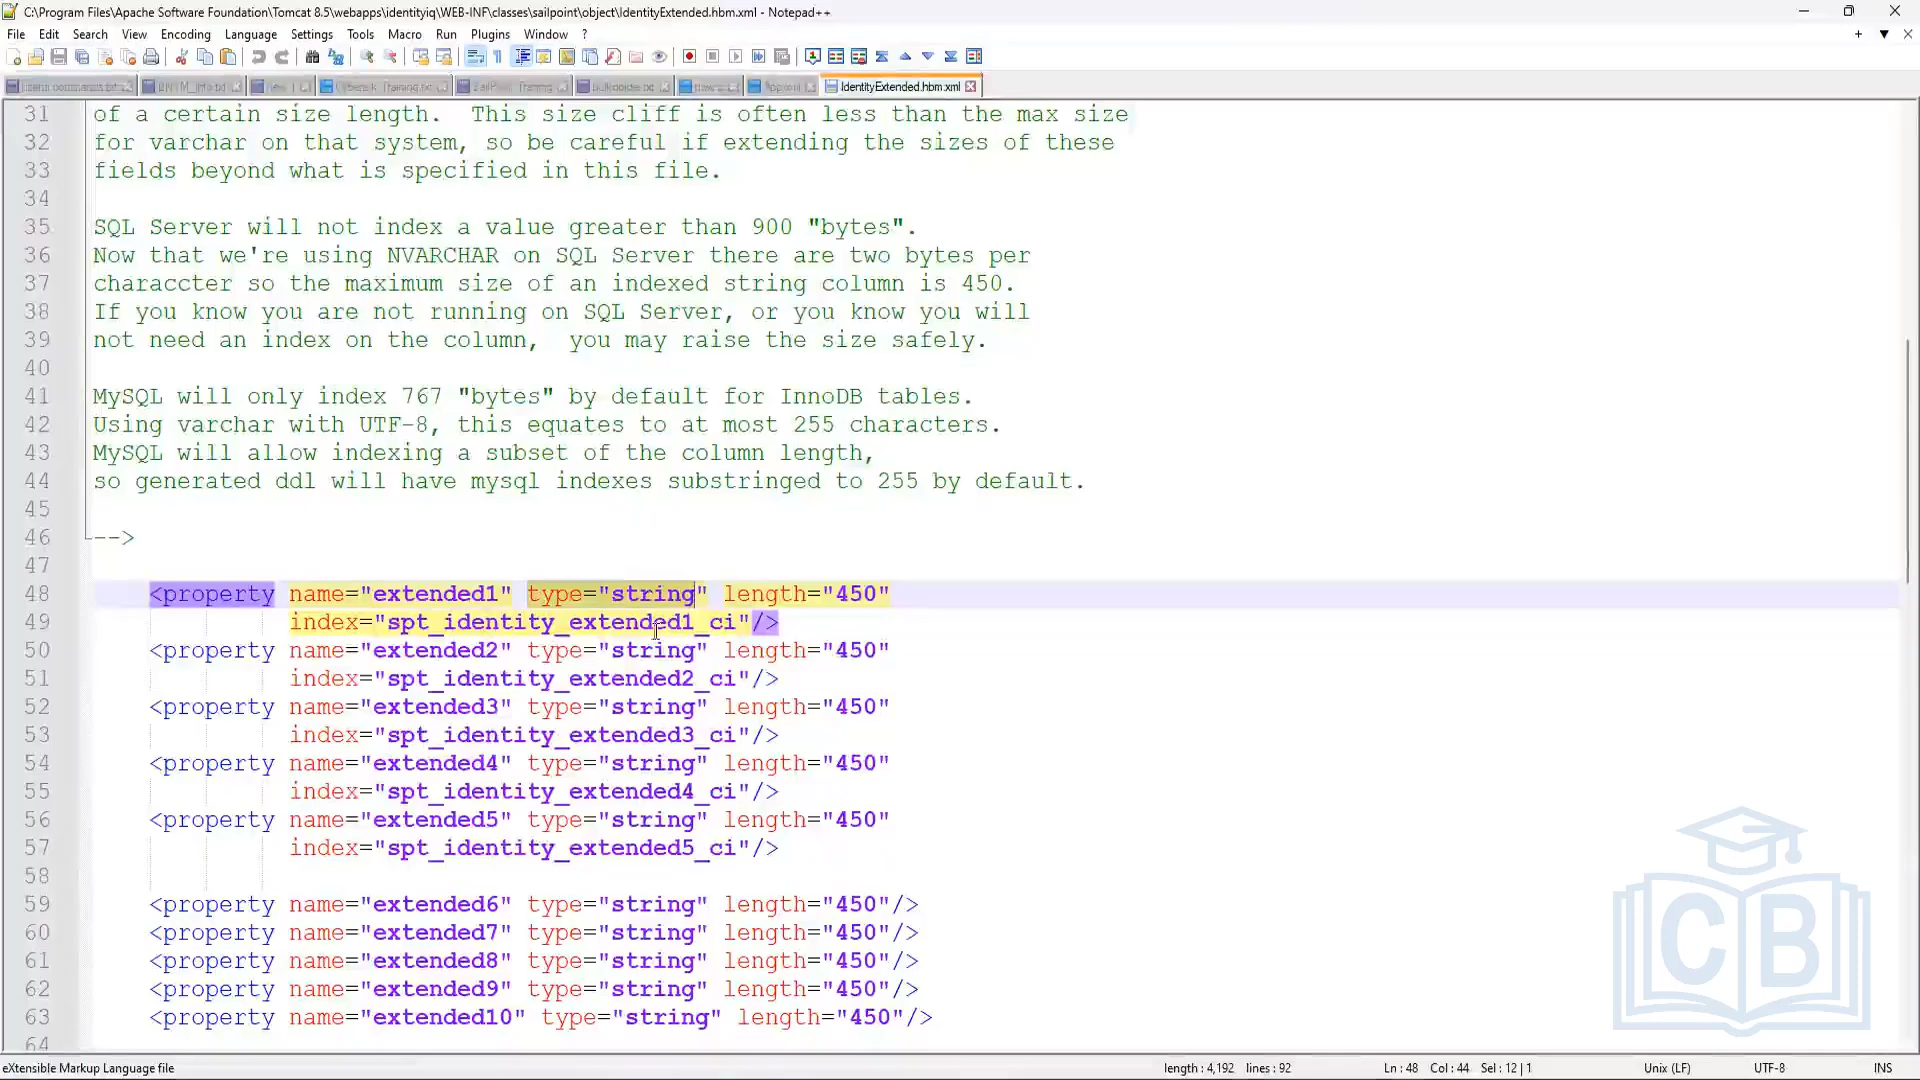 C:\Program Files\Apache Software Foundation\Tomcat 8.5\webapps\identityiq\WEB-INF\classes\sailpoint\object\IdentityExtended.hbm.xml - Notepad++
File Edit Search View Encoding Language Settings Tools Macro Run Plugins Window ?
IdentityExtended.hbm.xml
31 of a certain size length.  This size cliff is often less than the max size
32 for varchar on that system, so be careful if extending the sizes of these
33 fields beyond what is specified in this file.
34
35 SQL Server will not index a value greater than 900 "bytes".
36 Now that we're using NVARCHAR on SQL Server there are two bytes per
37 characcter so the maximum size of an indexed string column is 450.
38 If you know you are not running on SQL Server, or you know you will
39 not need an index on the column,  you may raise the size safely.
40
41 MySQL will only index 767 "bytes" by default for InnoDB tables.
42 Using varchar with UTF-8, this equates to at most 255 characters.
43 MySQL will allow indexing a subset of the column length,
44 so generated ddl will have mysql indexes substringed to 255 by default.
45
46 -->
47
48 <property name="extended1" type="string" length="450"
49 index="spt_identity_extended1_ci"/>
50 <property name="extended2" type="string" length="450"
51 index="spt_identity_extended2_ci"/>
52 <property name="extended3" type="string" length="450"
53 index="spt_identity_extended3_ci"/>
54 <property name="extended4" type="string" length="450"
55 index="spt_identity_extended4_ci"/>
56 <property name="extended5" type="string" length="450"
57 index="spt_identity_extended5_ci"/>
58
59 <property name="extended6" type="string" length="450"/>
60 <property name="extended7" type="string" length="450"/>
61 <property name="extended8" type="string" length="450"/>
62 <property name="extended9" type="string" length="450"/>
63 <property name="extended10" type="string" length="450"/>
64
CB
eXtensible Markup Language file length : 4,192 lines : 92 Ln : 48 Col : 44 Sel : 12 | 1 Unix (LF) UTF-8 INS